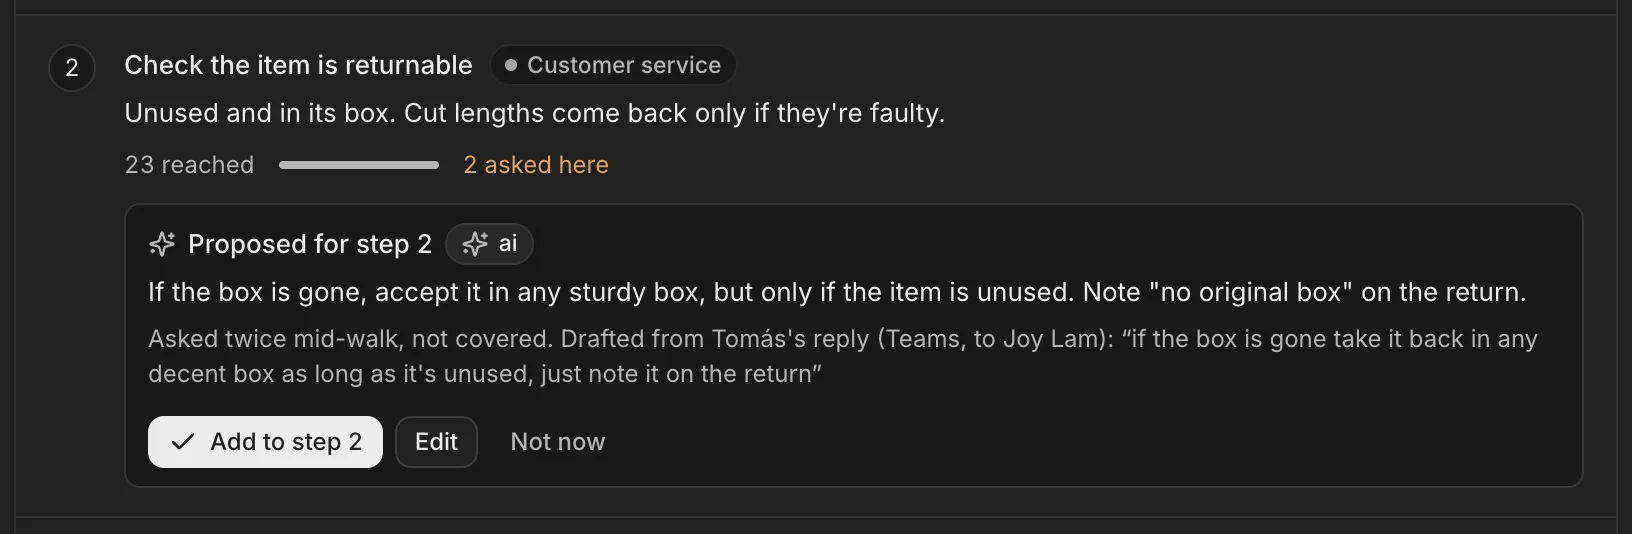 2
Check the item is returnable
Customer service
Unused and in its box. Cut lengths come back only if they're faulty.
23 reached
2 asked here
Proposed for step 2
ai
If the box is gone, accept it in any sturdy box, but only if the item is unused. Note "no original box" on the return.
Asked twice mid-walk, not covered. Drafted from Tomás's reply (Teams, to Joy Lam): “if the box is gone take it back in any
decent box as long as it's unused, just note it on the return”
Add to step 2
Edit
Not now